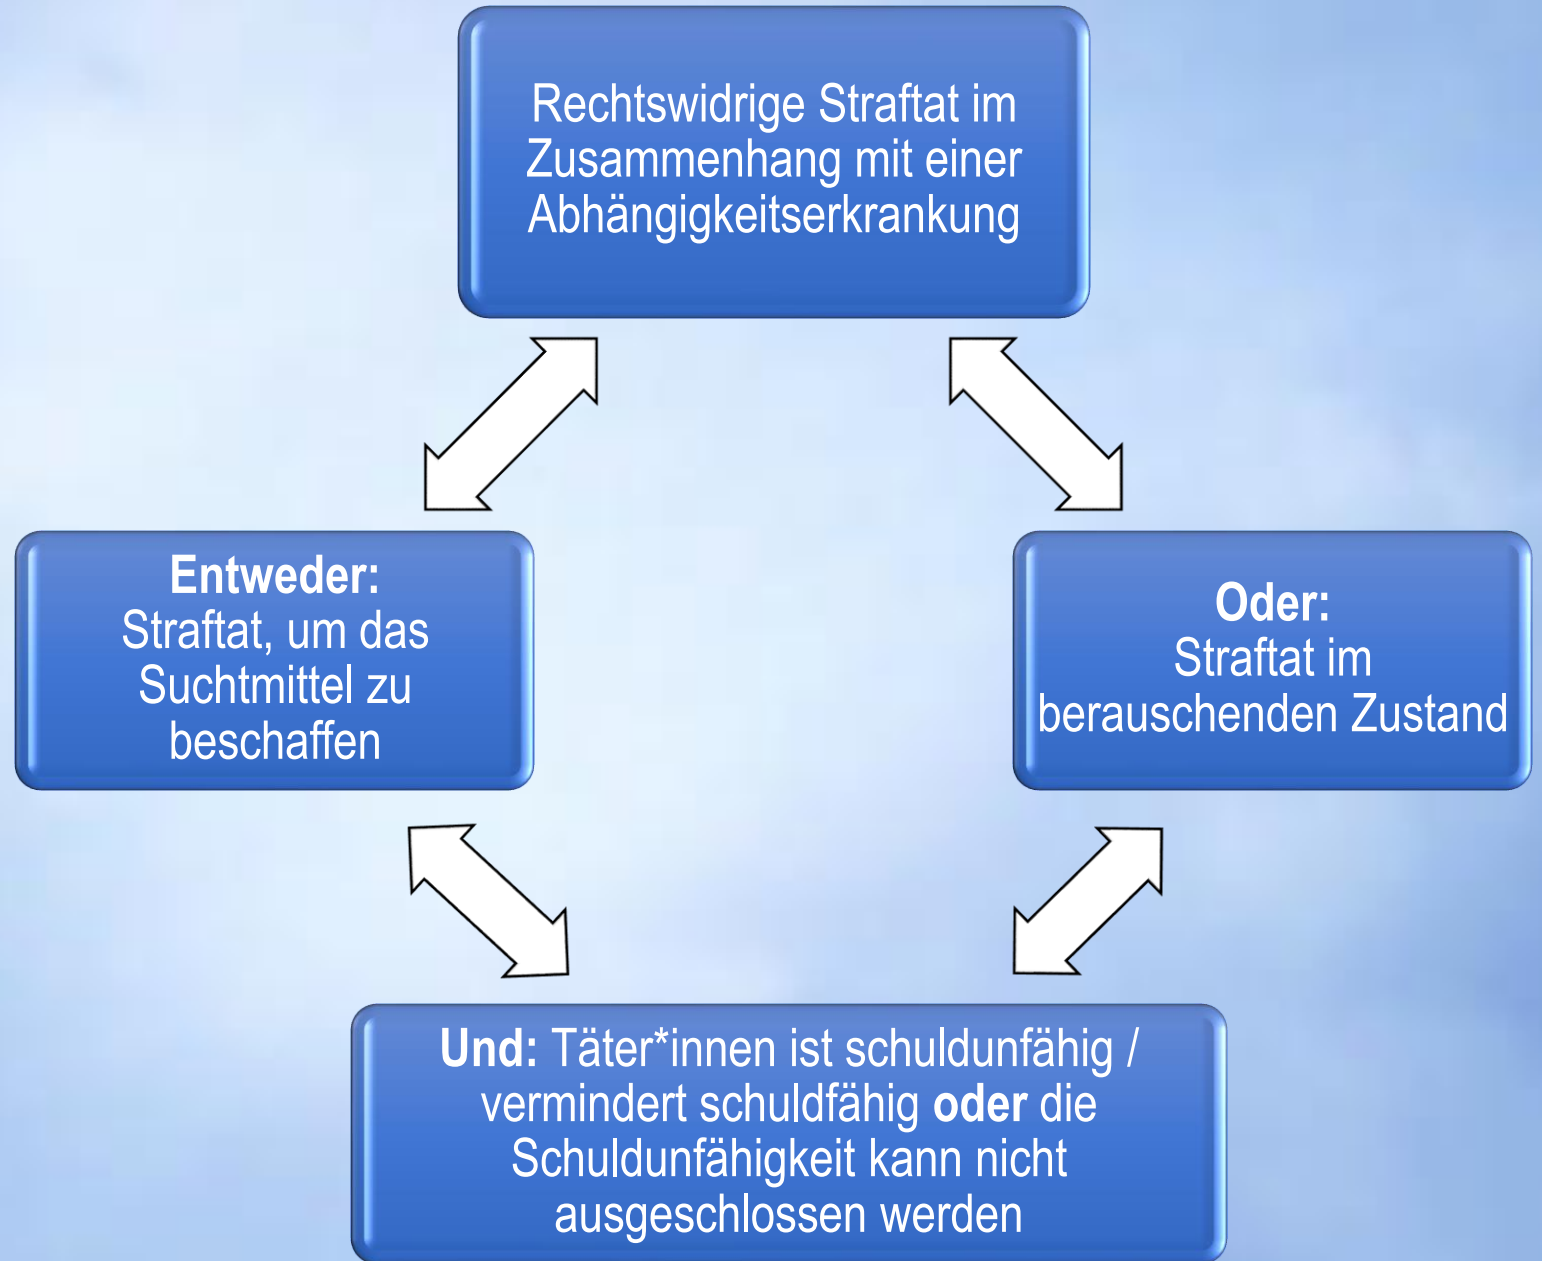 Rechtswidrige Straftat im
Zusammenhang mit einer
Abhängigkeitserkrankung
Entweder:
Straftat, um das
Suchtmittel zu
beschaffen
Oder:
Straftat im
berauschenden Zustand
Und: Täter*innen ist schuldunfähig /
vermindert schuldfähig oder die
Schuldunfähigkeit kann nicht
ausgeschlossen werden